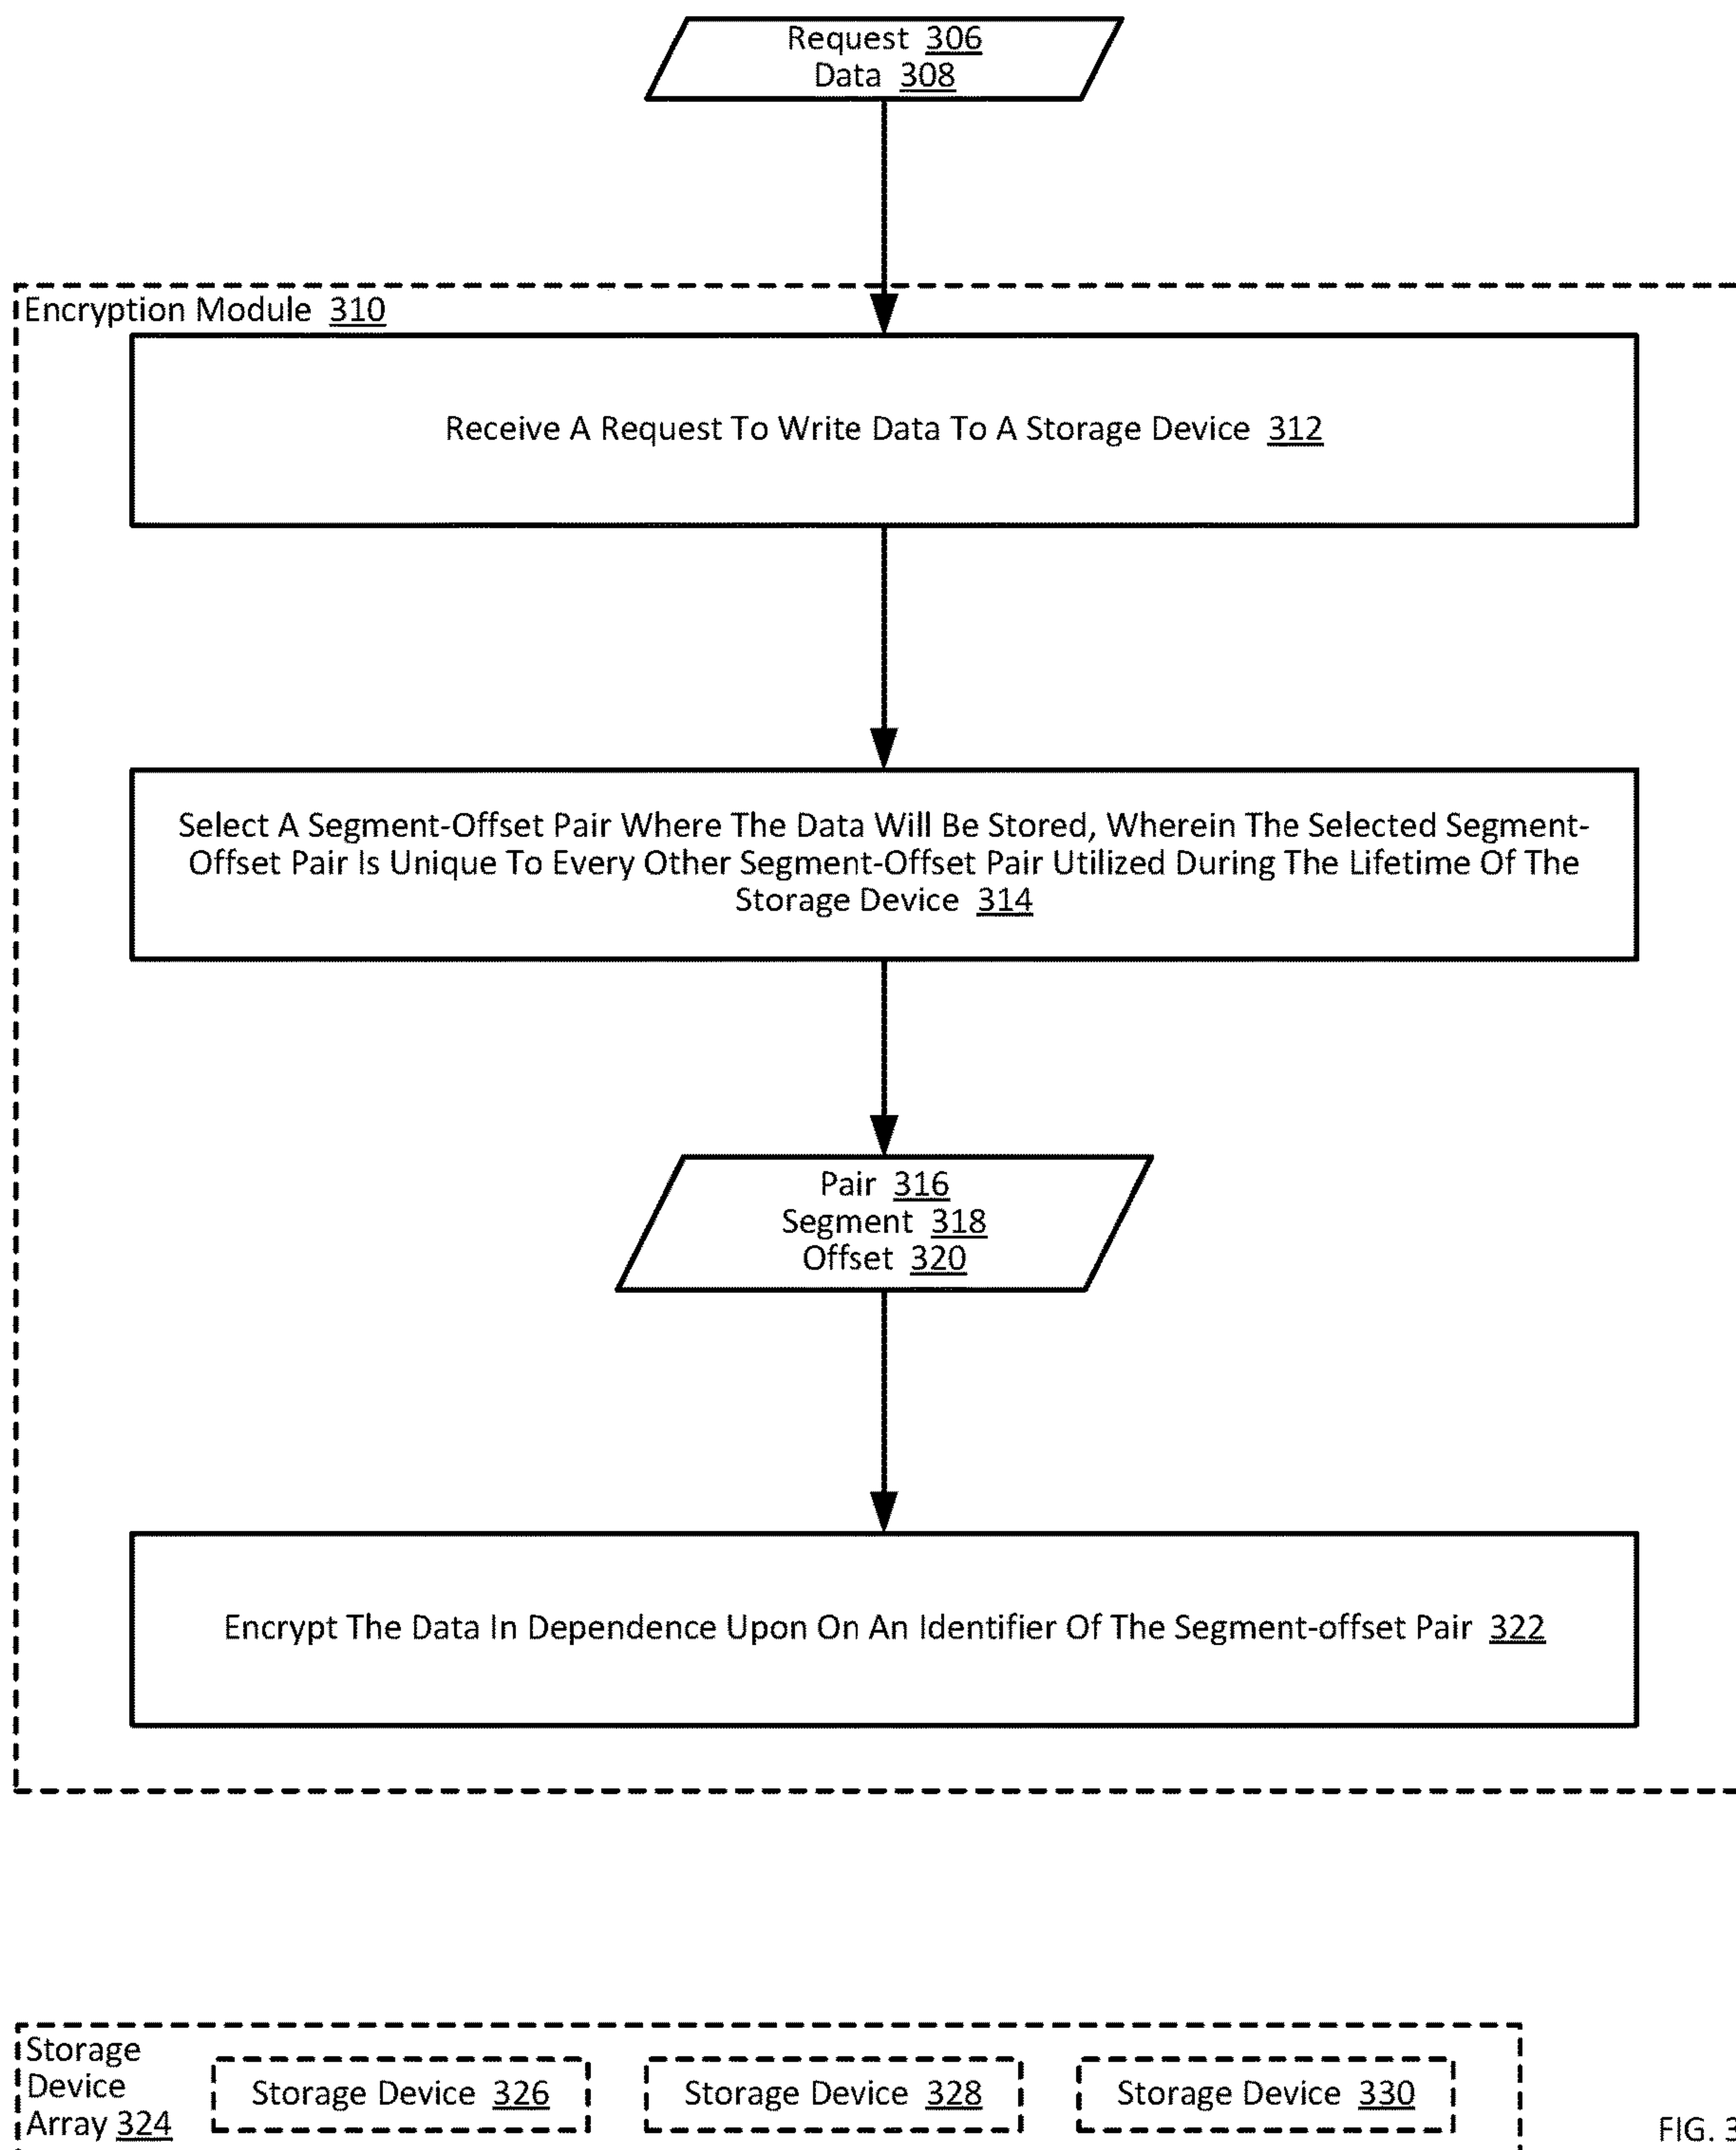 Request 306
Data 308
Encryption Module 310
Receive A Request To Write Data To A Storage Device 312
Select A Segment-Offset Pair Where The Data Will Be Stored, Wherein The Selected Segment-
Offset Pair Is Unique To Every Other Segment-Offset Pair Utilized During The Lifetime Of The
Storage Device 314
Pair 316
Segment 318
Offset 320
Encrypt The Data In Dependence Upon On An Identifier Of The Segment-offset Pair 322
Storage
Device
Array 324
Storage Device 326
Storage Device 328
Storage Device 330
FIG. 3